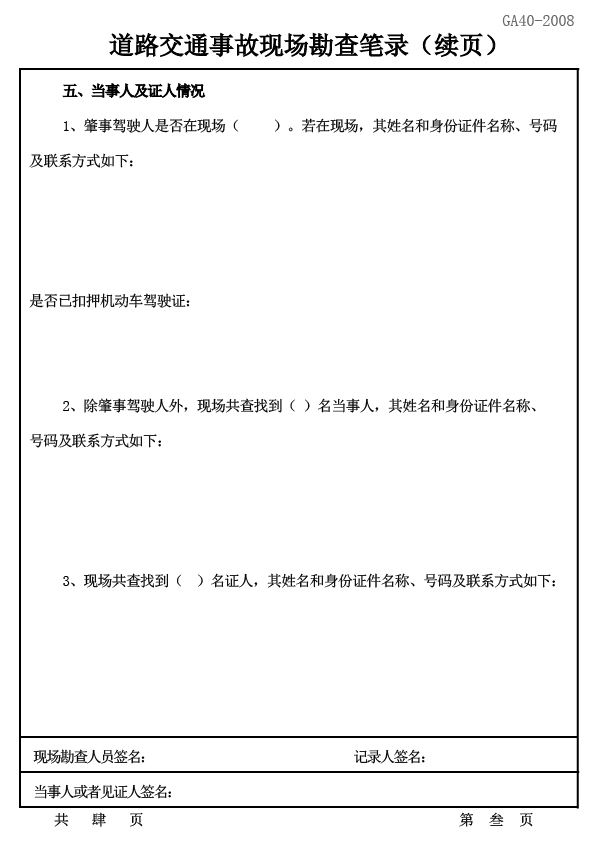 GA40-2008
道路交通事故现场勘查笔录（续页）
五、当事人及证人情况
1、肇事驾驶人是否在现场（　　）。若在现场，其姓名和身份证件名称、号码
及联系方式如下：
是否已扣押机动车驾驶证：
2、除肇事驾驶人外，现场共查找到（ ）名当事人，其姓名和身份证件名称、
号码及联系方式如下：
3、现场共查找到（　）名证人，其姓名和身份证件名称、号码及联系方式如下：
现场勘查人员签名：　　　　　　记录人签名：
当事人或者见证人签名：
共　肆　页　　　　　　第　叁　页